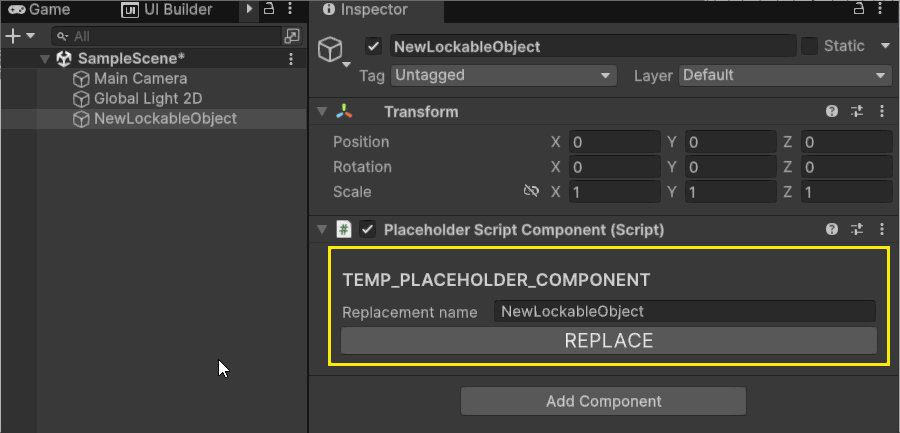 Game
UI Builder
All
SampleScene*
Main Camera
Global Light 2D
NewLockableObject
Inspector
NewLockableObject
Static
Tag Untagged Layer Default
Transform
Position X 0 Y 0 Z 0
Rotation X 0 Y 0 Z 0
Scale X 1 Y 1 Z 1
# Placeholder Script Component (Script)
TEMP_PLACEHOLDER_COMPONENT
Replacement name NewLockableObject
REPLACE
Add Component